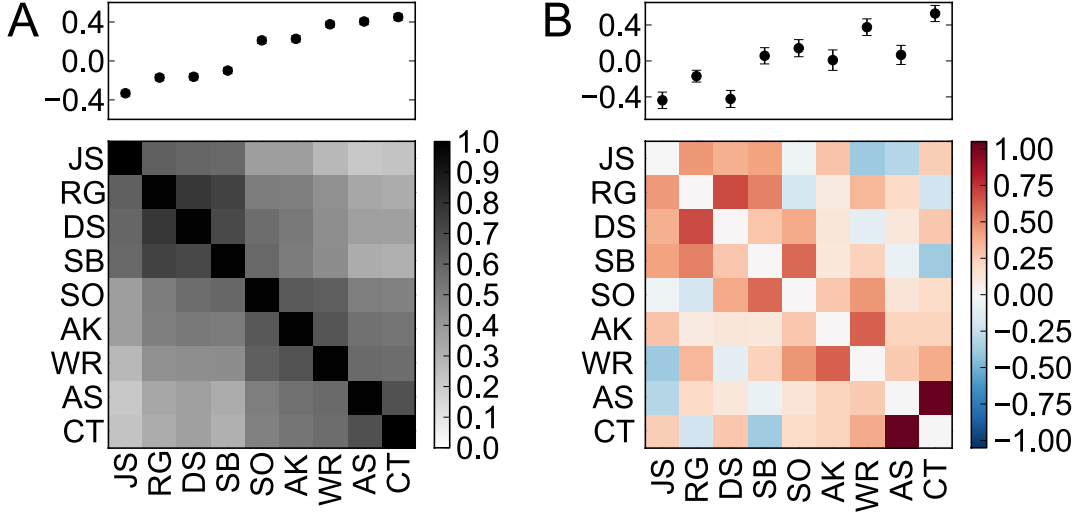 A
0.4
0.0
−0.4
JS
RG
DS
SB
SO
AK
WR
AS
CT
JS
RG
DS
SB
SO
AK
WR
AS
CT
1.0
0.9
0.8
0.7
0.6
0.5
0.4
0.3
0.2
0.1
0.0
B
0.4
0.0
−0.4
JS
RG
DS
SB
SO
AK
WR
AS
CT
JS
RG
DS
SB
SO
AK
WR
AS
CT
1.00
0.75
0.50
0.25
0.00
−0.25
−0.50
−0.75
−1.00